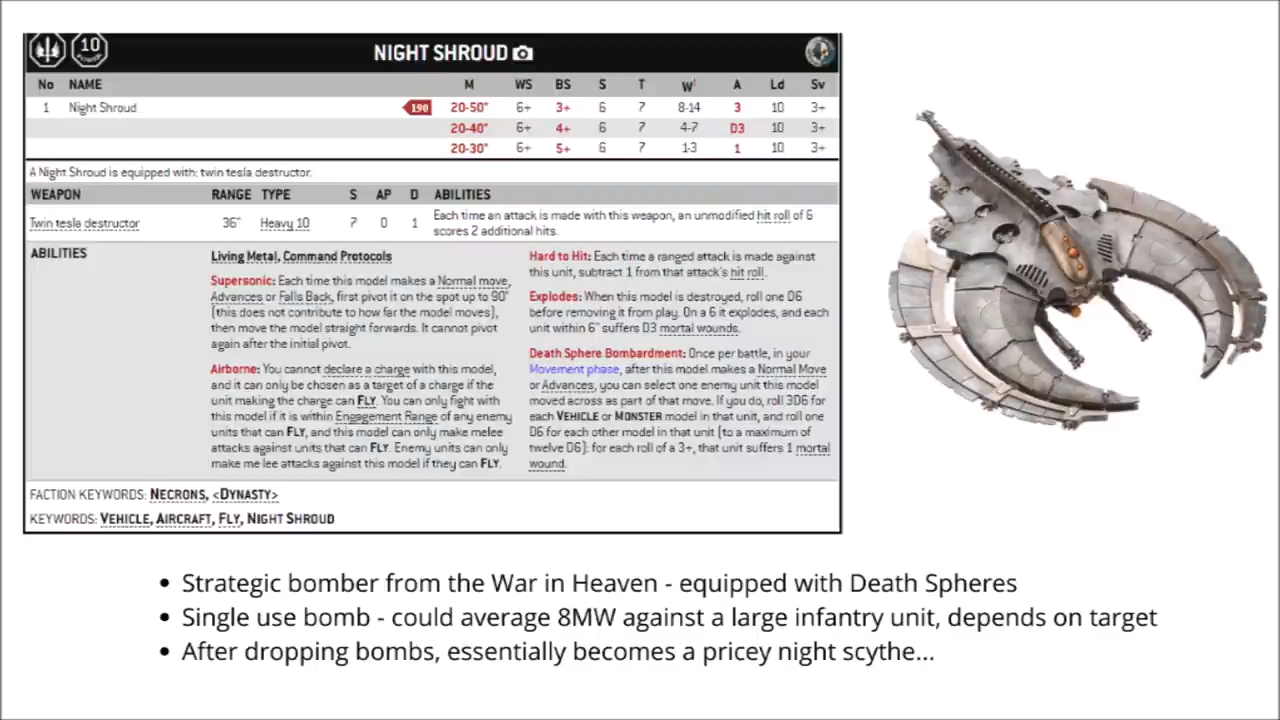 10
POWER
NIGHT SHROUD
No NAME M WS BS S T W A Ld Sv
1 Night Shroud 190 20-50" 6+ 3+ 6 7 8-14 3 10 3+
20-40" 6+ 4+ 6 7 4-7 D3 10 3+
20-30" 6+ 5+ 6 7 1-3 1 10 3+
A Night Shroud is equipped with: twin tesla destructor.
WEAPON RANGE TYPE S AP D ABILITIES
Twin tesla destructor 36" Heavy 10 7 0 1 Each time an attack is made with this weapon, an unmodified hit roll of 6
scores 2 additional hits.
ABILITIES
Living Metal, Command Protocols
Supersonic: Each time this model makes a Normal move,
Advances or Falls Back, first pivot it on the spot up to 90°
(this does not contribute to how far the model moves),
then move the model straight forwards. It cannot pivot
again after the initial pivot.
Airborne: You cannot declare a charge with this model,
and it can only be chosen as a target of a charge if the
unit making the charge can FLY. You can only fight with
this model if it is within Engagement Range of any enemy
units that can FLY, and this model can only make melee
attacks against units that can FLY. Enemy units can only
make me lee attacks against this model if they can FLY.
Hard to Hit: Each time a ranged attack is made against
this unit, subtract 1 from that attack's hit roll.
Explodes: When this model is destroyed, roll one D6
before removing it from play. On a 6 it explodes, and each
unit within 6" suffers D3 mortal wounds.
Death Sphere Bombardment: Once per battle, in your
Movement phase, after this model makes a Normal Move
or Advances, you can select one enemy unit this model
moved across as part of that move. If you do, roll 3D6 for
each VEHICLE or MONSTER model in that unit, and roll one
D6 for each other model in that unit (to a maximum of
twelve D6): for each roll of a 3+, that unit suffers 1 mortal
wound.
FACTION KEYWORDS: NECRONS, <DYNASTY>
KEYWORDS: VEHICLE, AIRCRAFT, FLY, NIGHT SHROUD
• Strategic bomber from the War in Heaven - equipped with Death Spheres
• Single use bomb - could average 8MW against a large infantry unit, depends on target
• After dropping bombs, essentially becomes a pricey night scythe...